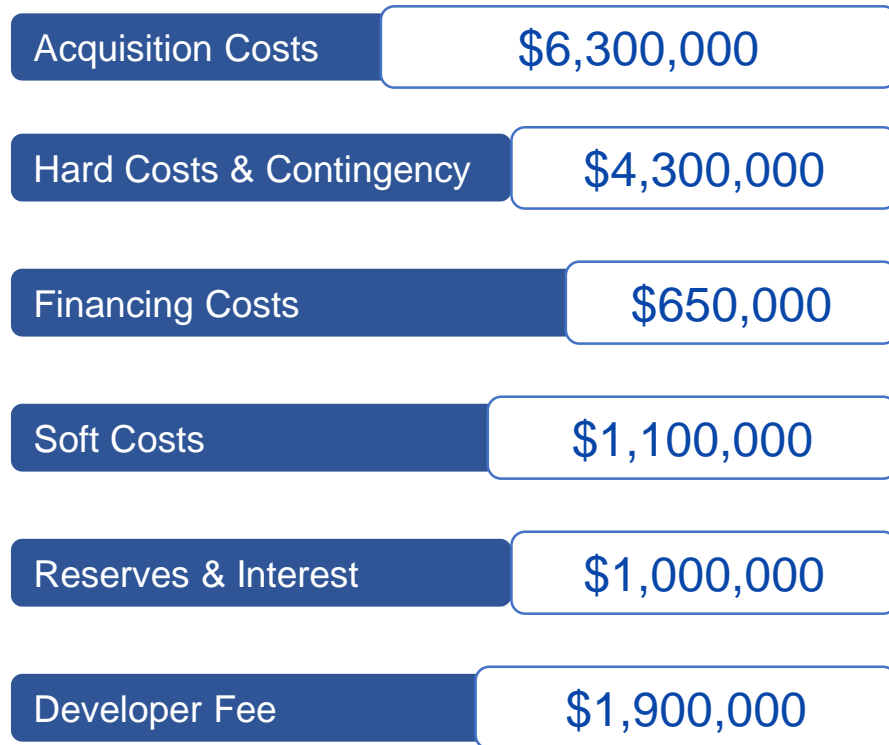 Acquisition Costs $6,300,000
Hard Costs & Contingency $4,300,000
Financing Costs $650,000
Soft Costs $1,100,000
Reserves & Interest $1,000,000
Developer Fee $1,900,000